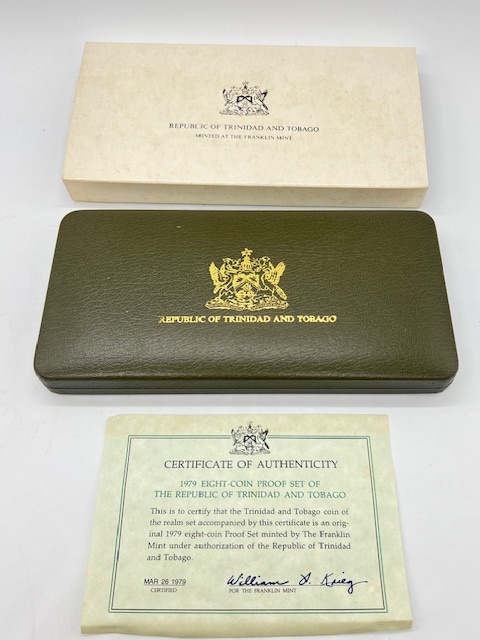 REPUBLIC OF TRINIDAD AND TOBAGO
MINTED AT THE FRANKLIN MINT
REPUBLIC OF TRINIDAD AND TOBAGO
CERTIFICATE OF AUTHENTICITY
1979 EIGHT-COIN PROOF SET OF
THE REPUBLIC OF TRINIDAD AND TOBAGO
This is to certify that the Trinidad and Tobago coin of
the realm set accompanied by this certificate is an orig-
inal 1979 eight-coin Proof Set minted by The Franklin
Mint under authorization of the Republic of Trinidad
and Tobago.
MAR 26 1979 William D. Krieg
CERTIFIED FOR THE FRANKLIN MINT